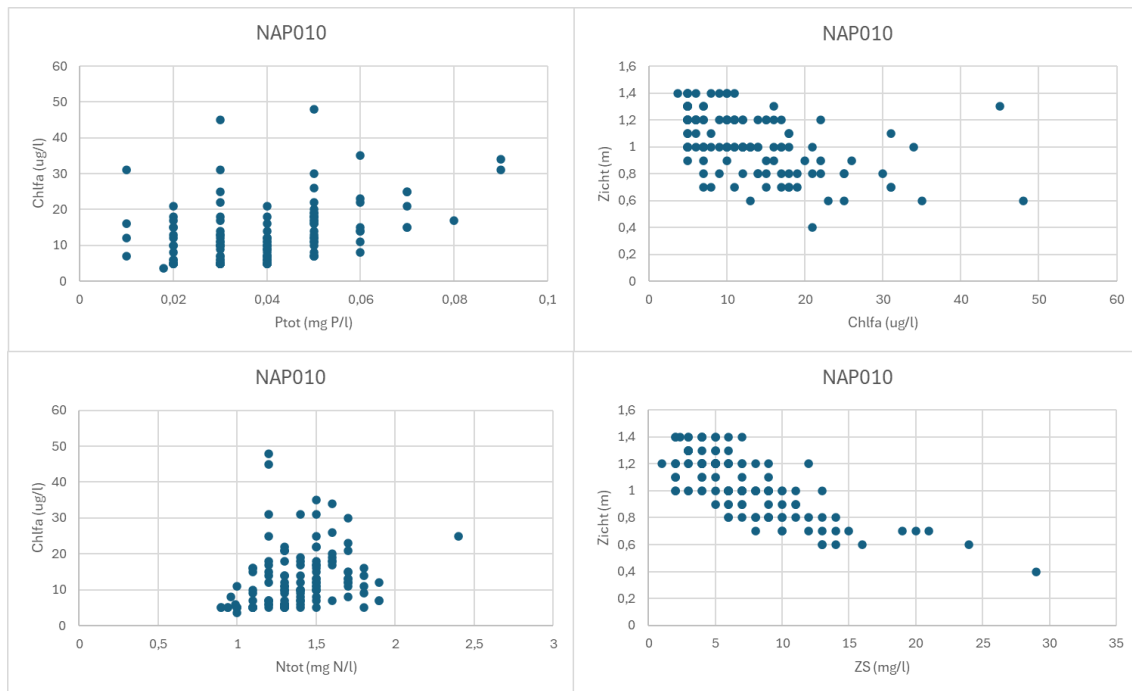 NAP010
60
50
40
30
20
10
0
Chlfa (ug/l)
0 0,02 0,04 0,06 0,08 0,1
Ptot (mg P/l)
NAP010
1,6
1,4
1,2
1
0,8
0,6
0,4
0,2
0
Zicht (m)
0 10 20 30 40 50 60
Chlfa (ug/l)
NAP010
60
50
40
30
20
10
0
Chlfa (ug/l)
0 0,5 1 1,5 2 2,5 3
Ntot (mg N/l)
NAP010
1,6
1,4
1,2
1
0,8
0,6
0,4
0,2
0
Zicht (m)
0 5 10 15 20 25 30 35
ZS (mg/l)